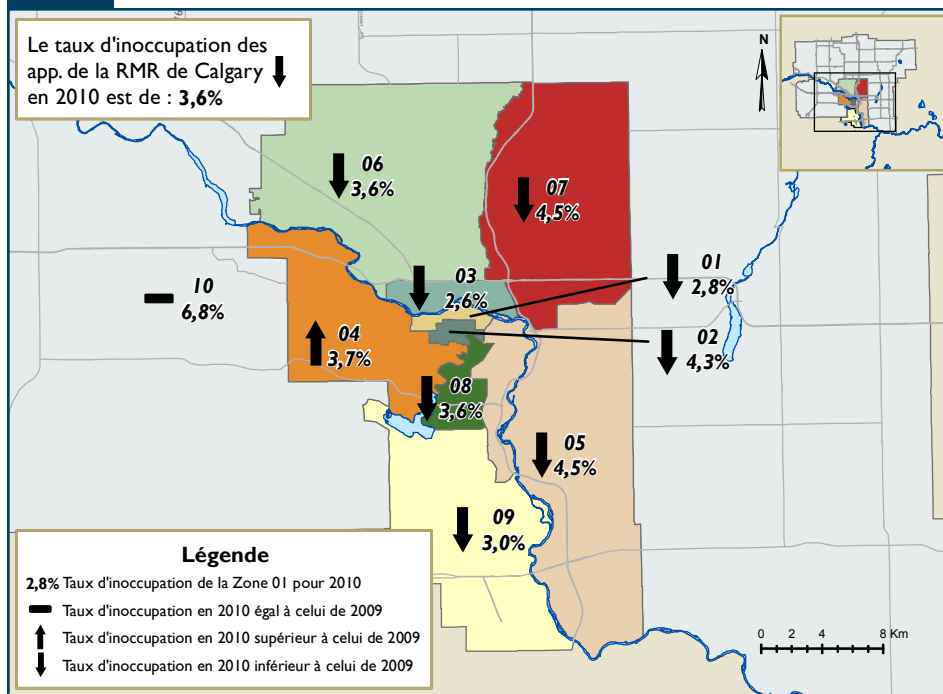 Le taux d'inoccupation des
app. de la RMR de Calgary
en 2010 est de : 3,6%
N
06
3,6%
07
4,5%
01
2,8%
03
2,6%
10
6,8%
04
3,7%
02
4,3%
08
3,6%
05
4,5%
09
3,0%
Légende
2,8% Taux d'inoccupation de la Zone 01 pour 2010
Taux d'inoccupation en 2010 égal à celui de 2009
Taux d'inoccupation en 2010 supérieur à celui de 2009
Taux d'inoccupation en 2010 inférieur à celui de 2009
0 2 4 8 Km